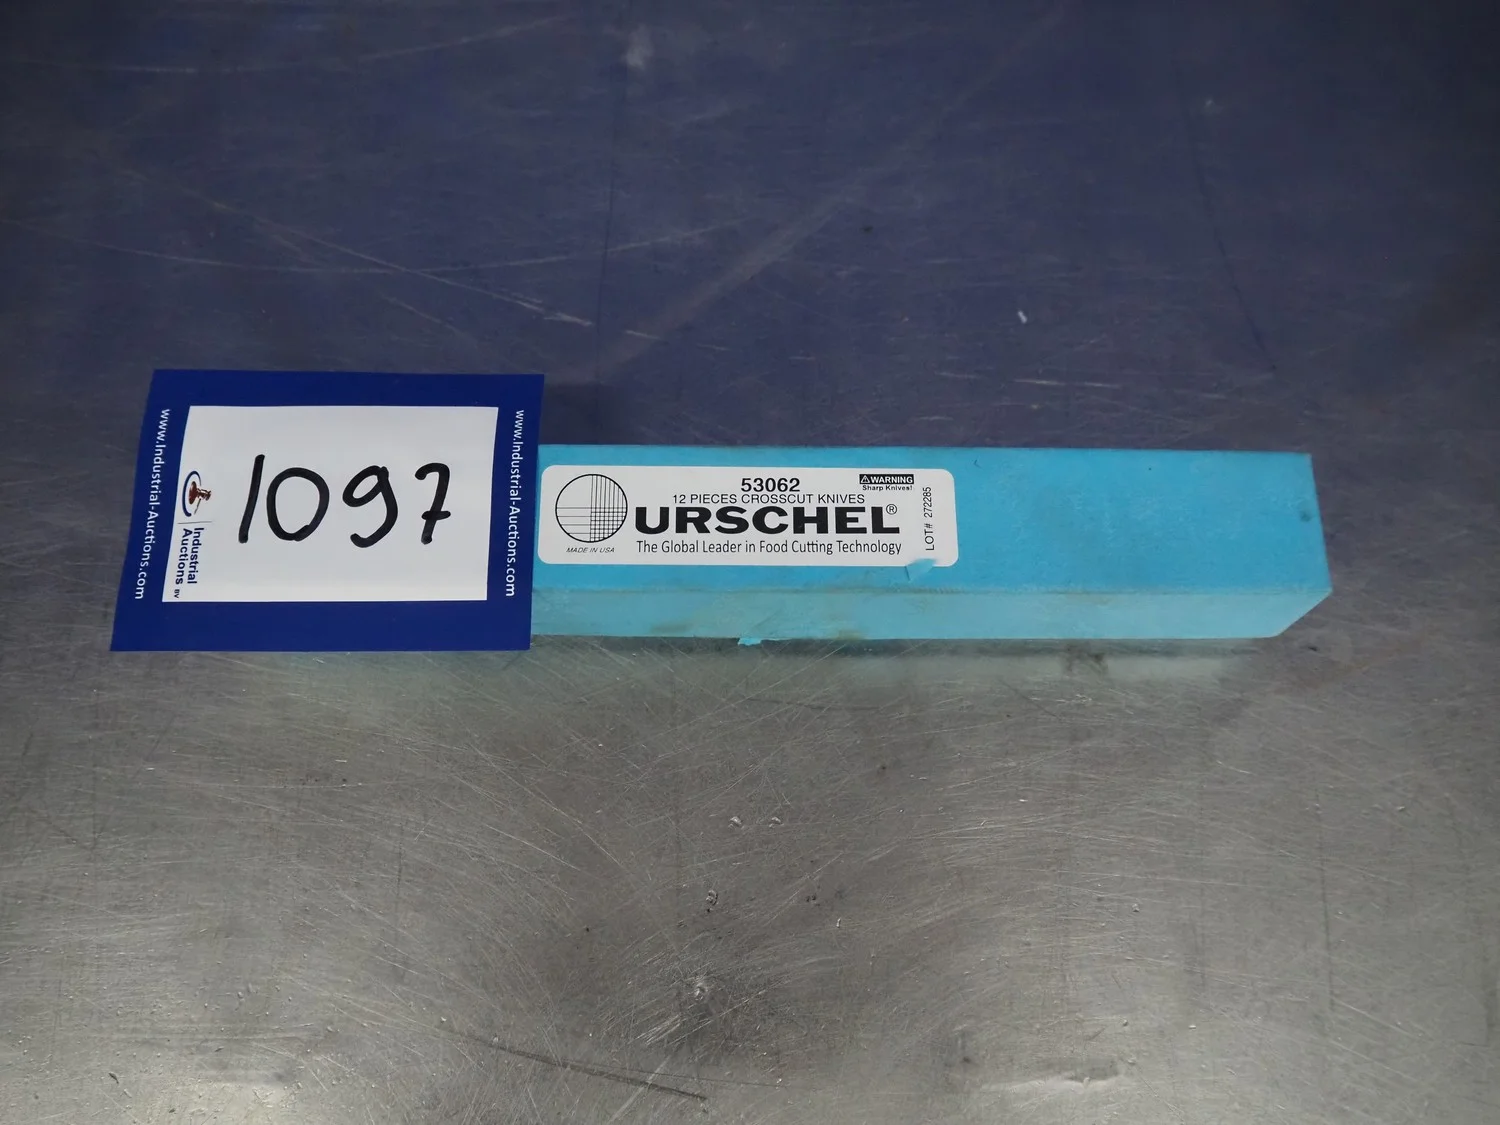 www.Industrial-Auctions.com
Industrial
Auctions BV
1097
www.Industrial-Auctions.com
53062
12 PIECES CROSSCUT KNIVES
URSCHEL®
The Global Leader in Food Cutting Technology
MADE IN USA
WARNING
Sharp Knives!
LOT# 272285